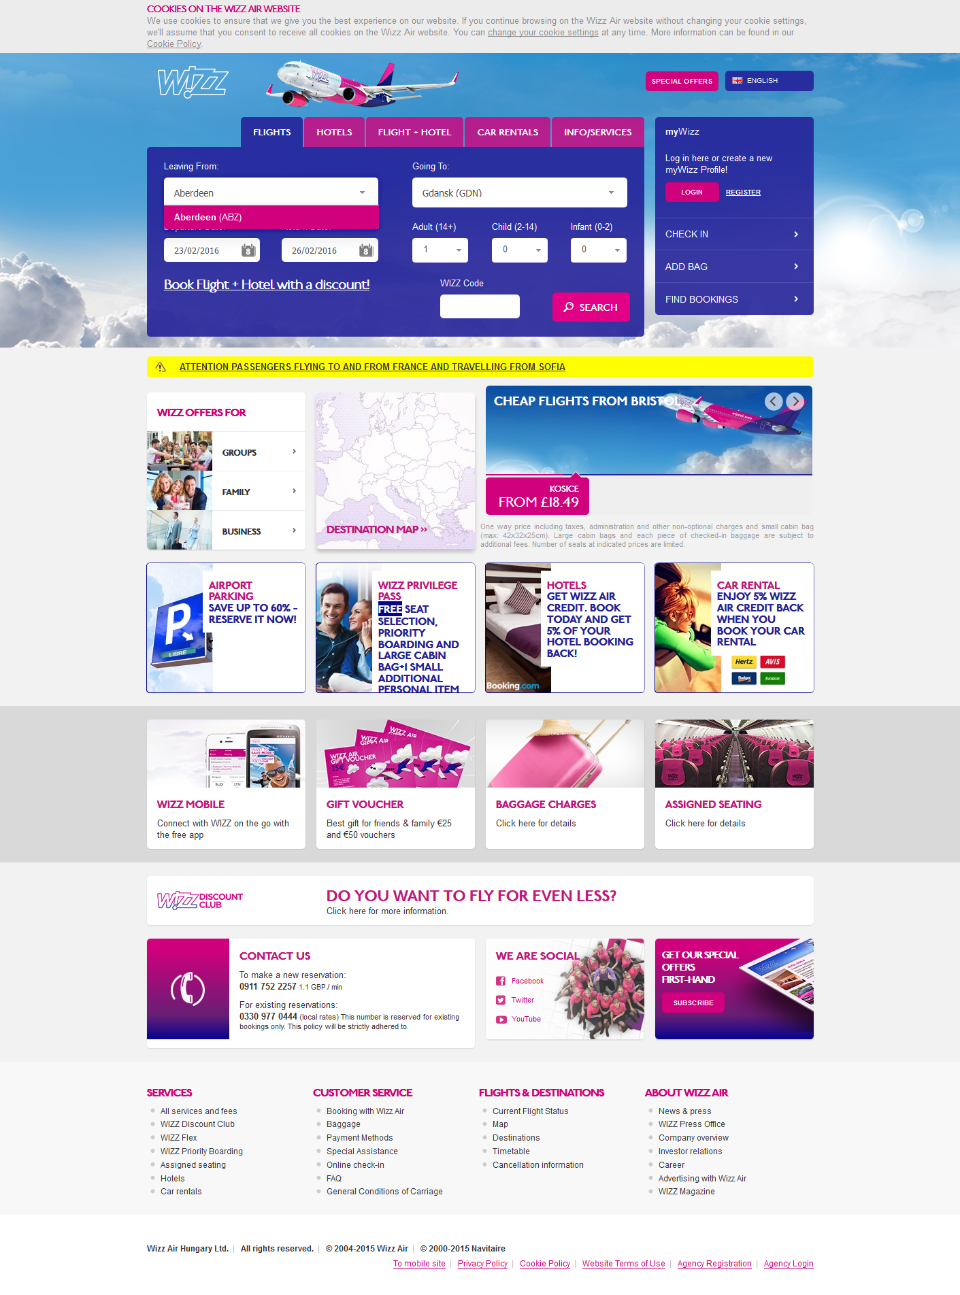 COOKIES ON THE WIZZ AIR WEBSITE
We use cookies to ensure that we give you the best experience on our website. If you continue browsing on the Wizz Air website without changing your cookie settings,
we'll assume that you consent to receive all cookies on the Wizz Air website. You can change your cookie settings at any time. More information can be found in our
Cookie Policy.
WIZZ
SPECIAL OFFERS
ENGLISH
FLIGHTS
HOTELS
FLIGHT + HOTEL
CAR RENTALS
INFO/SERVICES
Leaving From:
Going To:
Aberdeen
Gdansk (GDN)
Aberdeen (ABZ)
Adult (14+)
Child (2-14)
Infant (0-2)
23/02/2016
26/02/2016
1
0
0
Book Flight + Hotel with a discount!
WIZZ Code
SEARCH
myWizz
Log in here or create a new
myWizz Profile!
LOGIN
REGISTER
CHECK IN
ADD BAG
FIND BOOKINGS
ATTENTION PASSENGERS FLYING TO AND FROM FRANCE AND TRAVELLING FROM SOFIA
WIZZ OFFERS FOR
GROUPS
FAMILY
BUSINESS
DESTINATION MAP >>
CHEAP FLIGHTS FROM BRISTOL
KOSICE
FROM £18.49
One way price including taxes, administration and other non-optional charges and small cabin bag
(max: 42x32x25cm). Large cabin bags and each piece of checked-in baggage are subject to
additional fees. Number of seats at indicated prices are limited.
AIRPORT
PARKING
SAVE UP TO 60% -
RESERVE IT NOW!
P
WIZZ PRIVILEGE
PASS
FREE SEAT
SELECTION,
PRIORITY
BOARDING AND
LARGE CABIN
BAG+1 SMALL
ADDITIONAL
PERSONAL ITEM
HOTELS
GET WIZZ AIR
CREDIT. BOOK
TODAY AND GET
5% OF YOUR
HOTEL BOOKING
BACK!
Booking.com
CAR RENTAL
ENJOY 5% WIZZ
AIR CREDIT BACK
WHEN YOU
BOOK YOUR CAR
RENTAL
Hertz
AVIS
Budget
WIZZ MOBILE
Connect with WIZZ on the go with
the free app
WIZZ AIR
GIFT VOUCHER
GIFT VOUCHER
Best gift for friends & family €25
and €50 vouchers
BAGGAGE CHARGES
Click here for details
ASSIGNED SEATING
Click here for details
WIZZ DISCOUNT
CLUB
DO YOU WANT TO FLY FOR EVEN LESS?
Click here for more information.
CONTACT US
To make a new reservation:
0911 752 2257 1.1 GBP / min
For existing reservations:
0330 977 0444 (local rates) This number is reserved for existing
bookings only. This policy will be strictly adhered to.
WE ARE SOCIAL
Facebook
Twitter
YouTube
GET OUR SPECIAL
OFFERS
FIRST-HAND
SUBSCRIBE
SERVICES
All services and fees
WIZZ Discount Club
WIZZ Flex
WIZZ Priority Boarding
Assigned seating
Hotels
Car rentals
CUSTOMER SERVICE
Booking with Wizz Air
Baggage
Payment Methods
Special Assistance
Online check-in
FAQ
General Conditions of Carriage
FLIGHTS & DESTINATIONS
Current Flight Status
Map
Destinations
Timetable
Cancellation information
ABOUT WIZZ AIR
News & press
WIZZ Press Office
Company overview
Investor relations
Career
Advertising with Wizz Air
WIZZ Magazine
Wizz Air Hungary Ltd. | All rights reserved. | © 2004-2015 Wizz Air | © 2000-2015 Navitaire
To mobile site | Privacy Policy | Cookie Policy | Website Terms of Use | Agency Registration | Agency Login